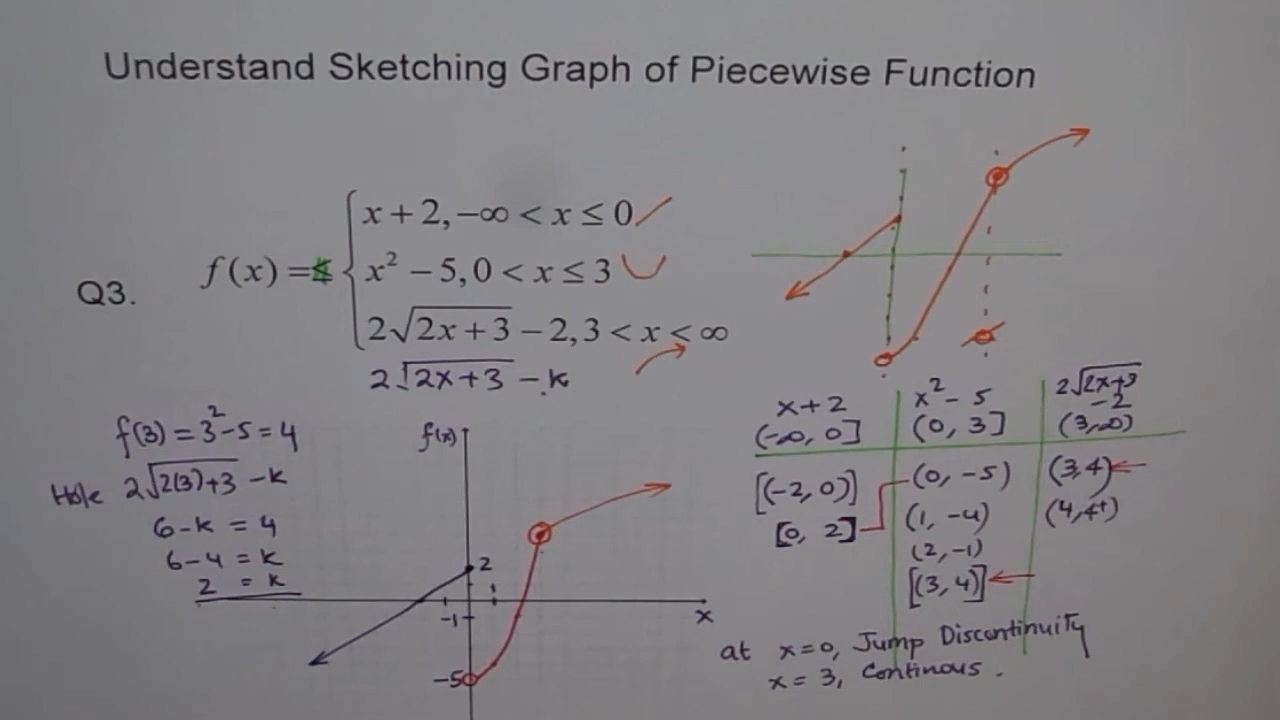 Understand Sketching Graph of Piecewise Function
Q3.
f(x) =
x + 2, -∞ < x ≤ 0
x² - 5, 0 < x ≤ 3
2√(2x + 3) - 2, 3 < x < ∞
2√(2x+3) - k
f(3) = 3² - 5 = 4
Hole 2√(2(3)+3) - k
6 - k = 4
6 - 4 = k
2 = k
f(x)
2
-1
-5
x
x+2
(-∞, 0]
[(-2, 0)]
[0, 2]
x² - 5
(0, 3]
(0, -5)
(1, -4)
(2, -1)
[(3, 4)]
2√(2x+3)
-2
(3, ∞)
(3, 4)
(4, 4⁺)
at x=0, Jump Discontinuity
x = 3, Continous .